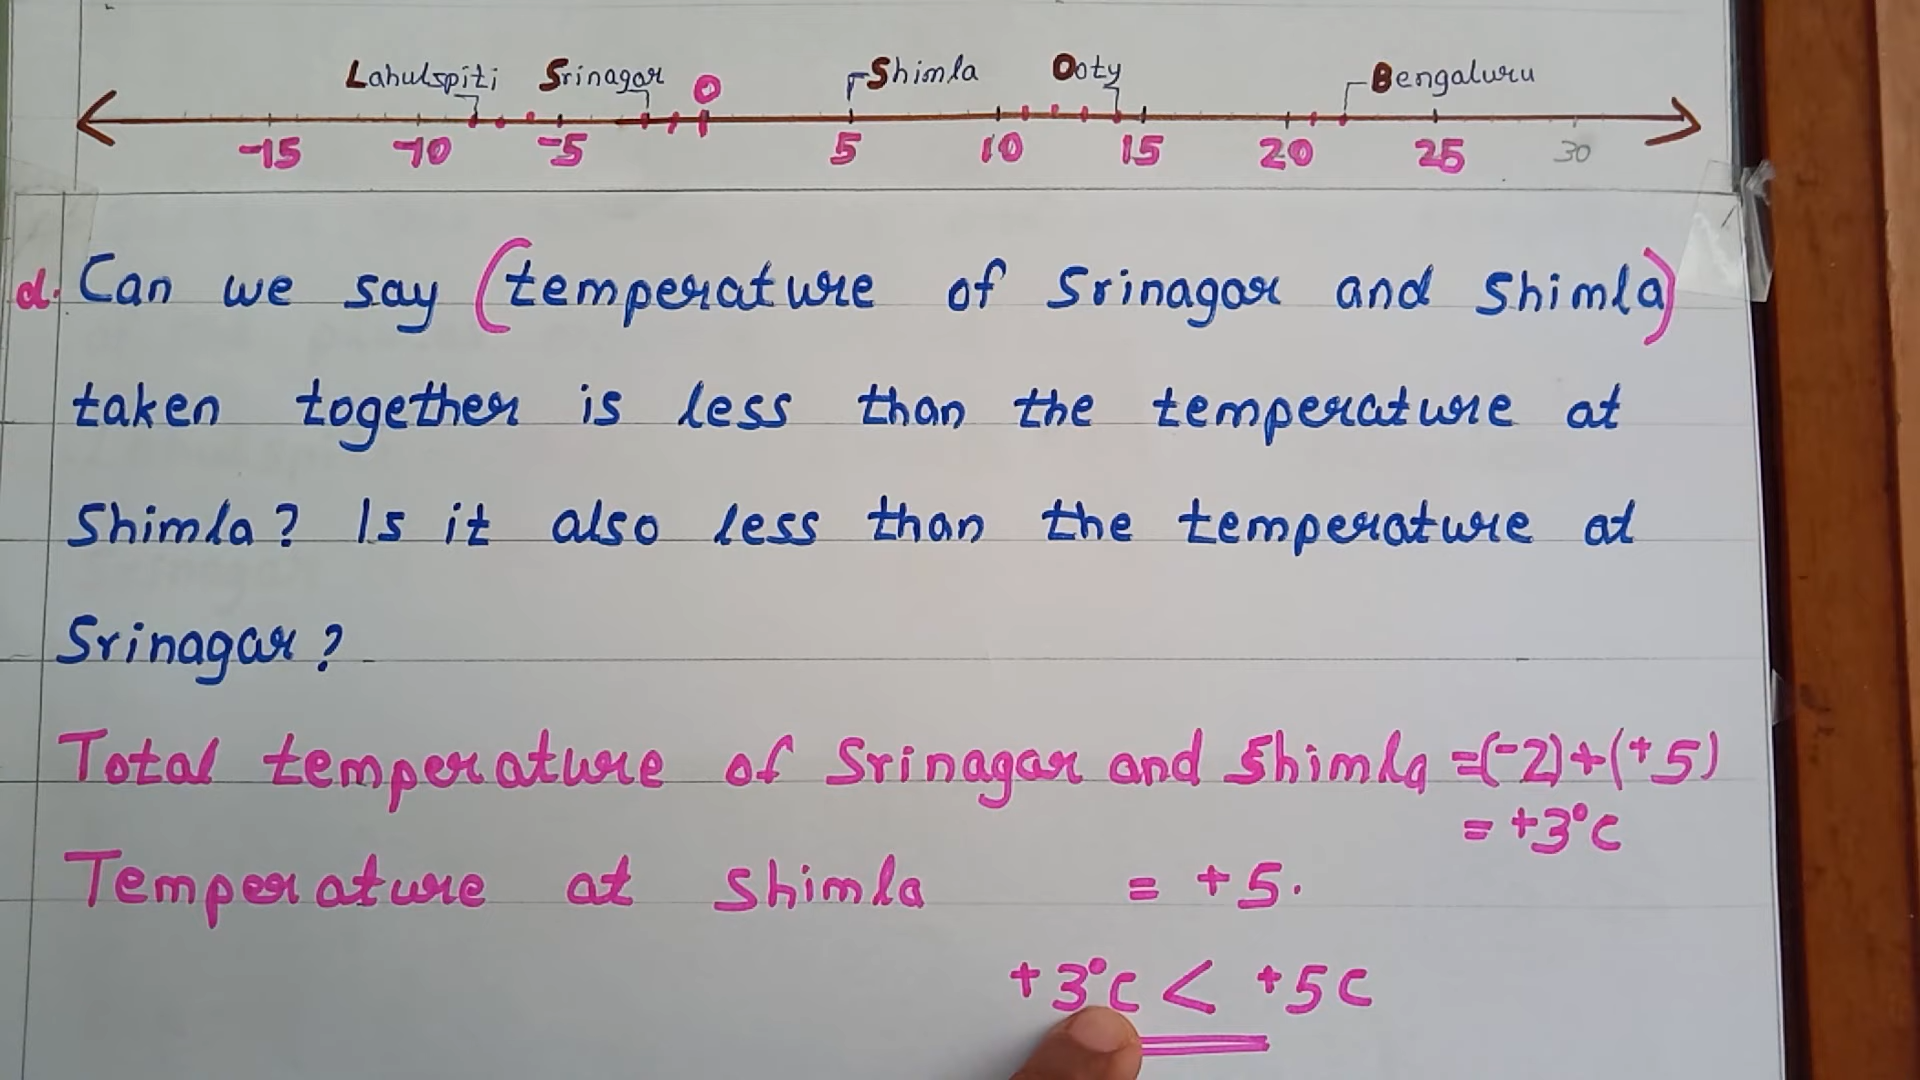 Lahulspiti Srinagar 0 Shimla Ooty Bengaluru
-15 -10 -5 5 10 15 20 25 30
d. Can we say (temperature of Srinagar and Shimla)
taken together is less than the temperature at
Shimla? Is it also less than the temperature at
Srinagar?
Total temperature of Srinagar and Shimla =(-2)+(+5)
= +3°C
Temperature at Shimla = +5.
+3°C < +5C